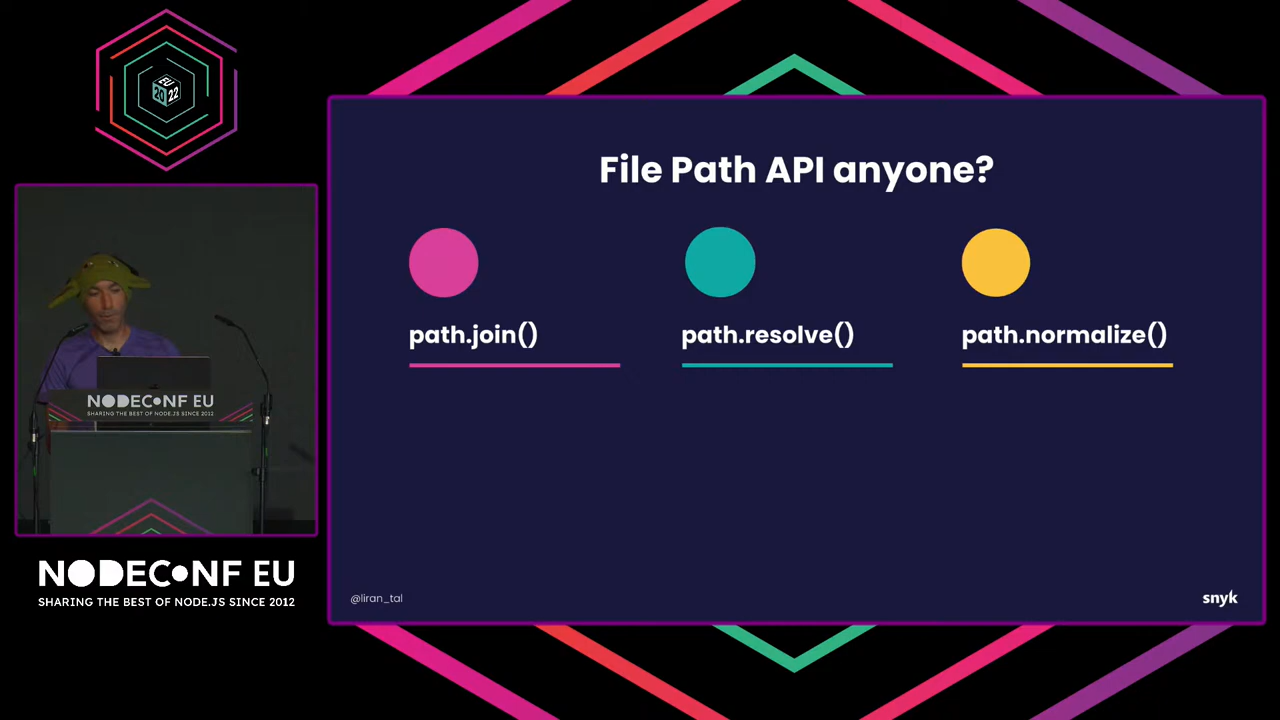 EU
20
22
File Path API anyone?
path.join()
path.resolve()
path.normalize()
NODECONF EU
SHARING THE BEST OF NODE.JS SINCE 2012
@liran_tal
snyk
NODECONF EU
SHARING THE BEST OF NODE.JS SINCE 2012